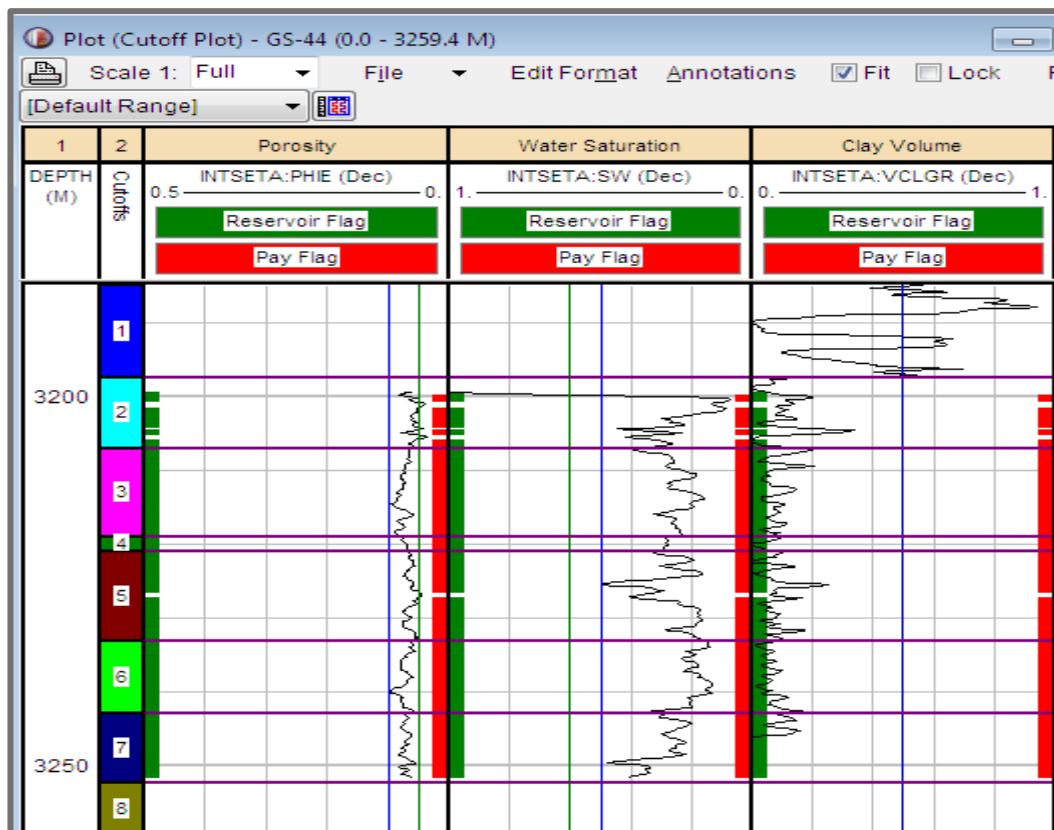 Plot (Cutoff Plot) - GS-44 (0.0 - 3259.4 M)
Scale 1: Full File Edit Format Annotations Fit Lock
[Default Range]
1 2 Porosity Water Saturation Clay Volume
DEPTH (M) Cutoffs
INTSETA:PHIE (Dec) INTSETA:SW (Dec) INTSETA:VCLGR (Dec)
0.5 0. 1. 0. 0. 1.
Reservoir Flag Reservoir Flag Reservoir Flag
Pay Flag Pay Flag Pay Flag
1
3200
2
3
4
5
6
7
3250
8